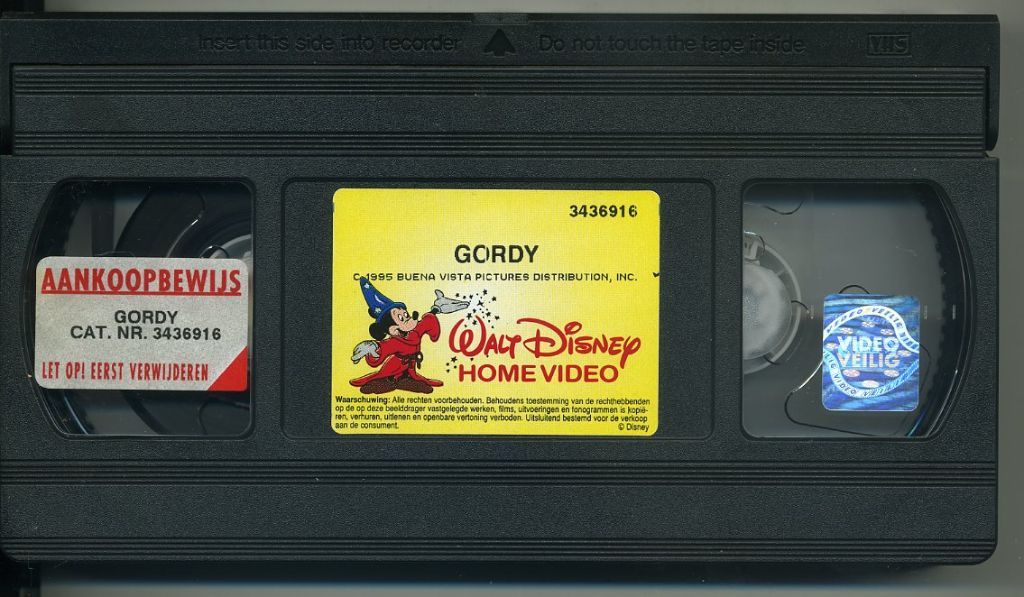 Insert this side into recorder Do not touch the tape inside VHS
AANKOOPBEWIJS
GORDY
CAT. NR. 3436916
LET OP! EERST VERWIJDEREN
3436916
GORDY
© 1995 BUENA VISTA PICTURES DISTRIBUTION, INC.
WALT DISNEY
HOME VIDEO
Waarschuwing: Alle rechten voorbehouden. Behoudens toestemming van de rechthebbenden
op de op deze beelddrager vastgelegde werken, films, uitvoeringen en fonogrammen is kopië-
ren, verhuren, uitlenen en openbare vertoning verboden. Uitsluitend bestemd voor de verkoop
aan de consument.
© Disney
VIDEO
VEILIG